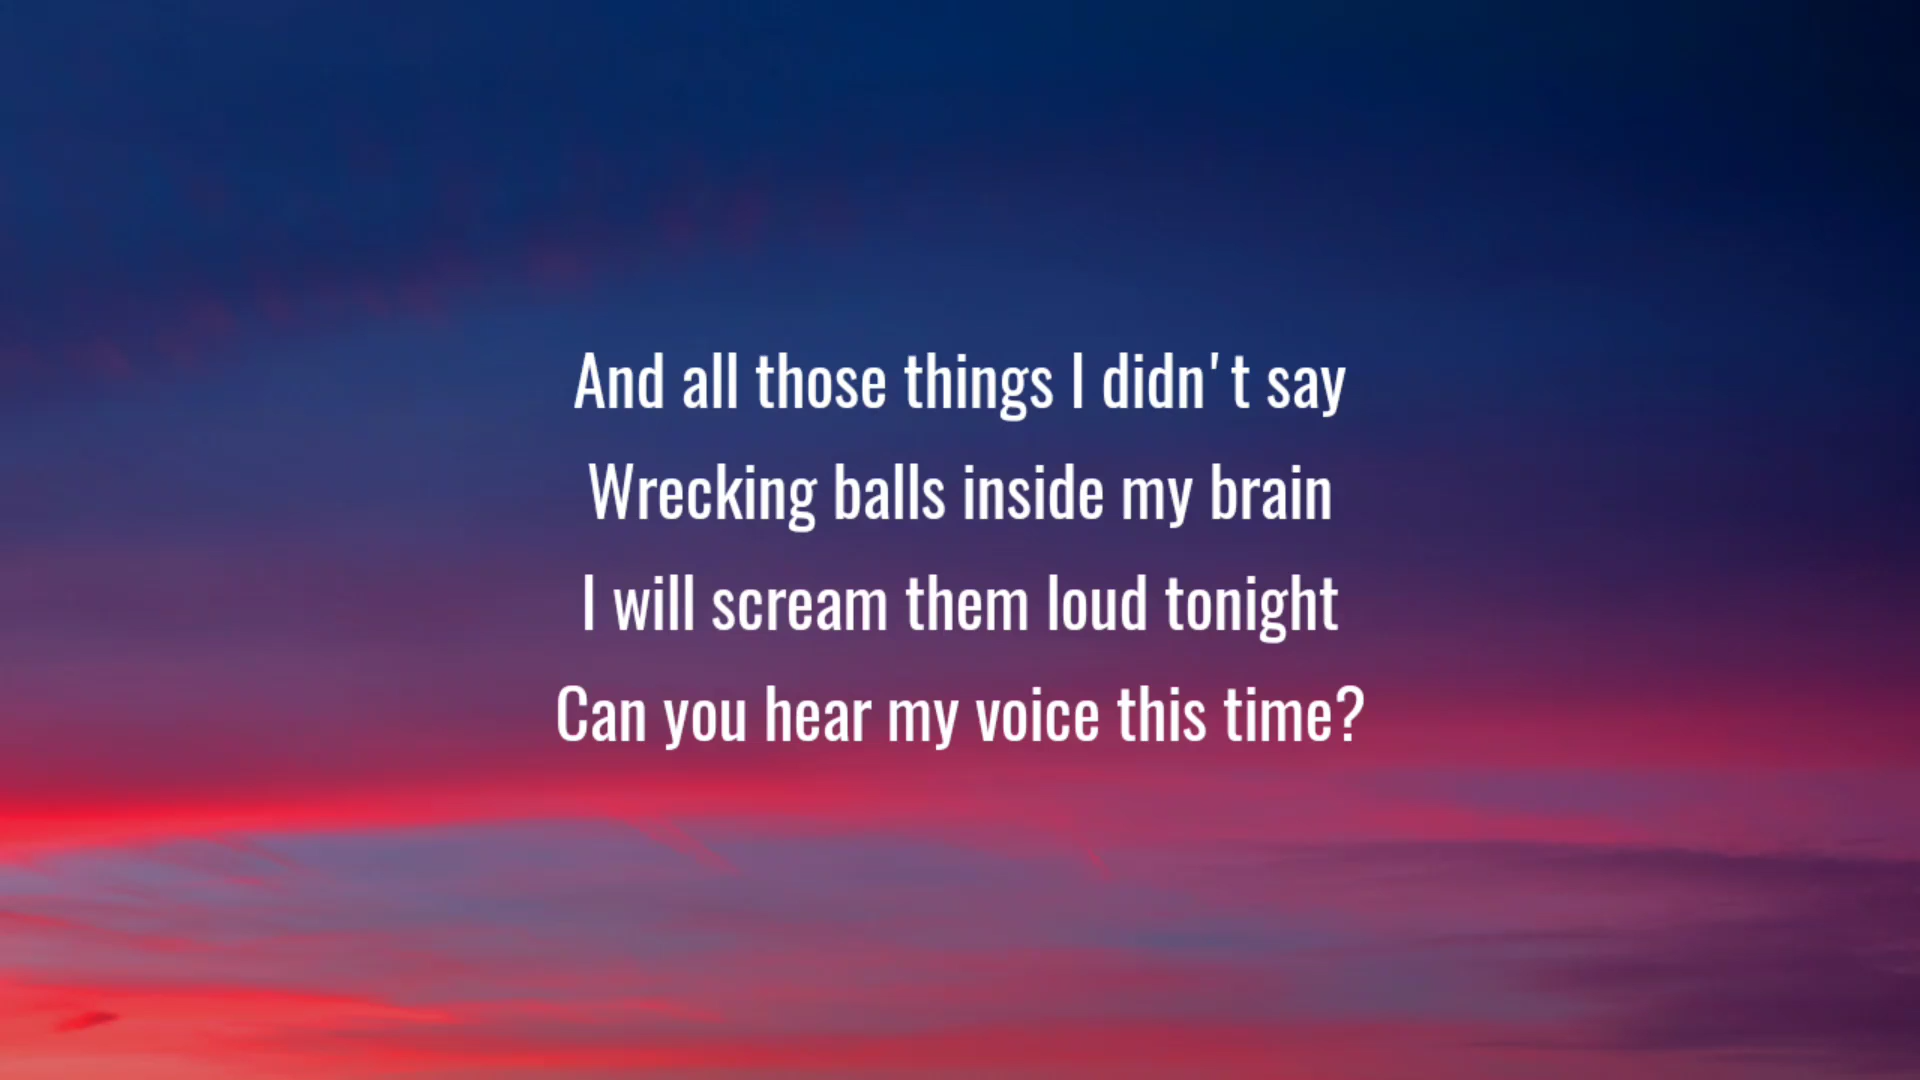 And all those things I didn't say
Wrecking balls inside my brain
I will scream them loud tonight
Can you hear my voice this time?